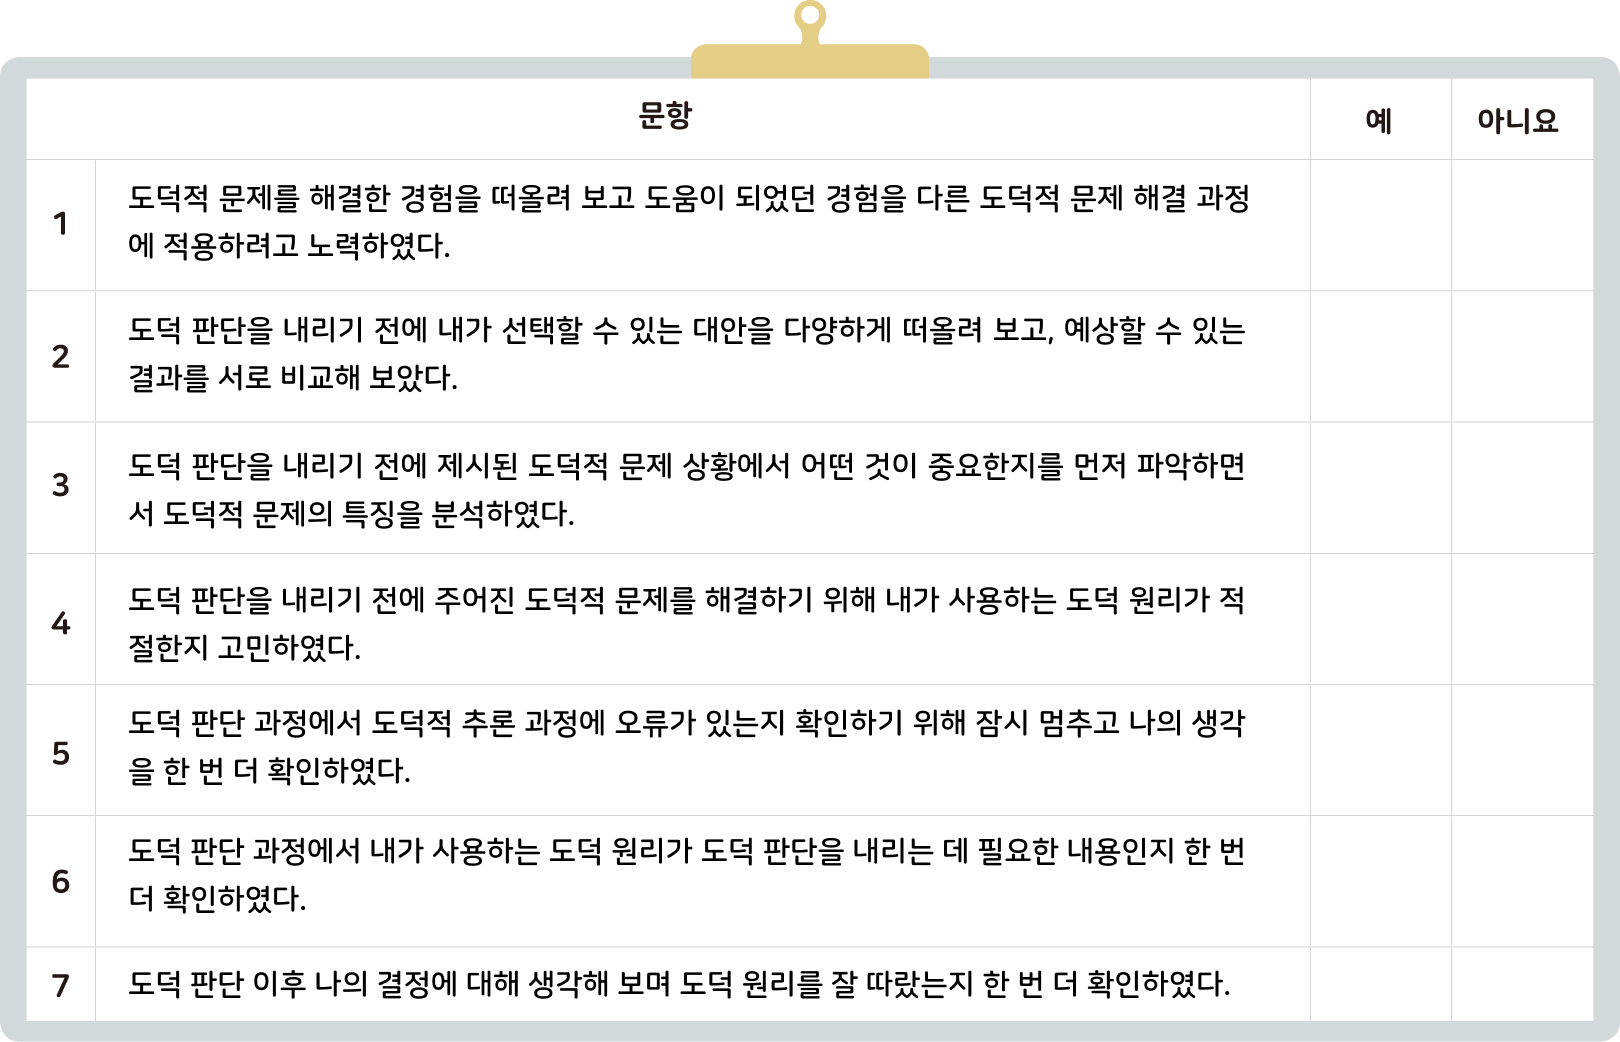 문항
예
아니요
1
도덕적 문제를 해결한 경험을 떠올려 보고 도움이 되었던 경험을 다른 도덕적 문제 해결 과정
에 적용하려고 노력하였다.
2
도덕 판단을 내리기 전에 내가 선택할 수 있는 대안을 다양하게 떠올려 보고, 예상할 수 있는
결과를 서로 비교해 보았다.
3
도덕 판단을 내리기 전에 제시된 도덕적 문제 상황에서 어떤 것이 중요한지를 먼저 파악하면
서 도덕적 문제의 특징을 분석하였다.
4
도덕 판단을 내리기 전에 주어진 도덕적 문제를 해결하기 위해 내가 사용하는 도덕 원리가 적
절한지 고민하였다.
5
도덕 판단 과정에서 도덕적 추론 과정에 오류가 있는지 확인하기 위해 잠시 멈추고 나의 생각
을 한 번 더 확인하였다.
6
도덕 판단 과정에서 내가 사용하는 도덕 원리가 도덕 판단을 내리는 데 필요한 내용인지 한 번
더 확인하였다.
7
도덕 판단 이후 나의 결정에 대해 생각해 보며 도덕 원리를 잘 따랐는지 한 번 더 확인하였다.